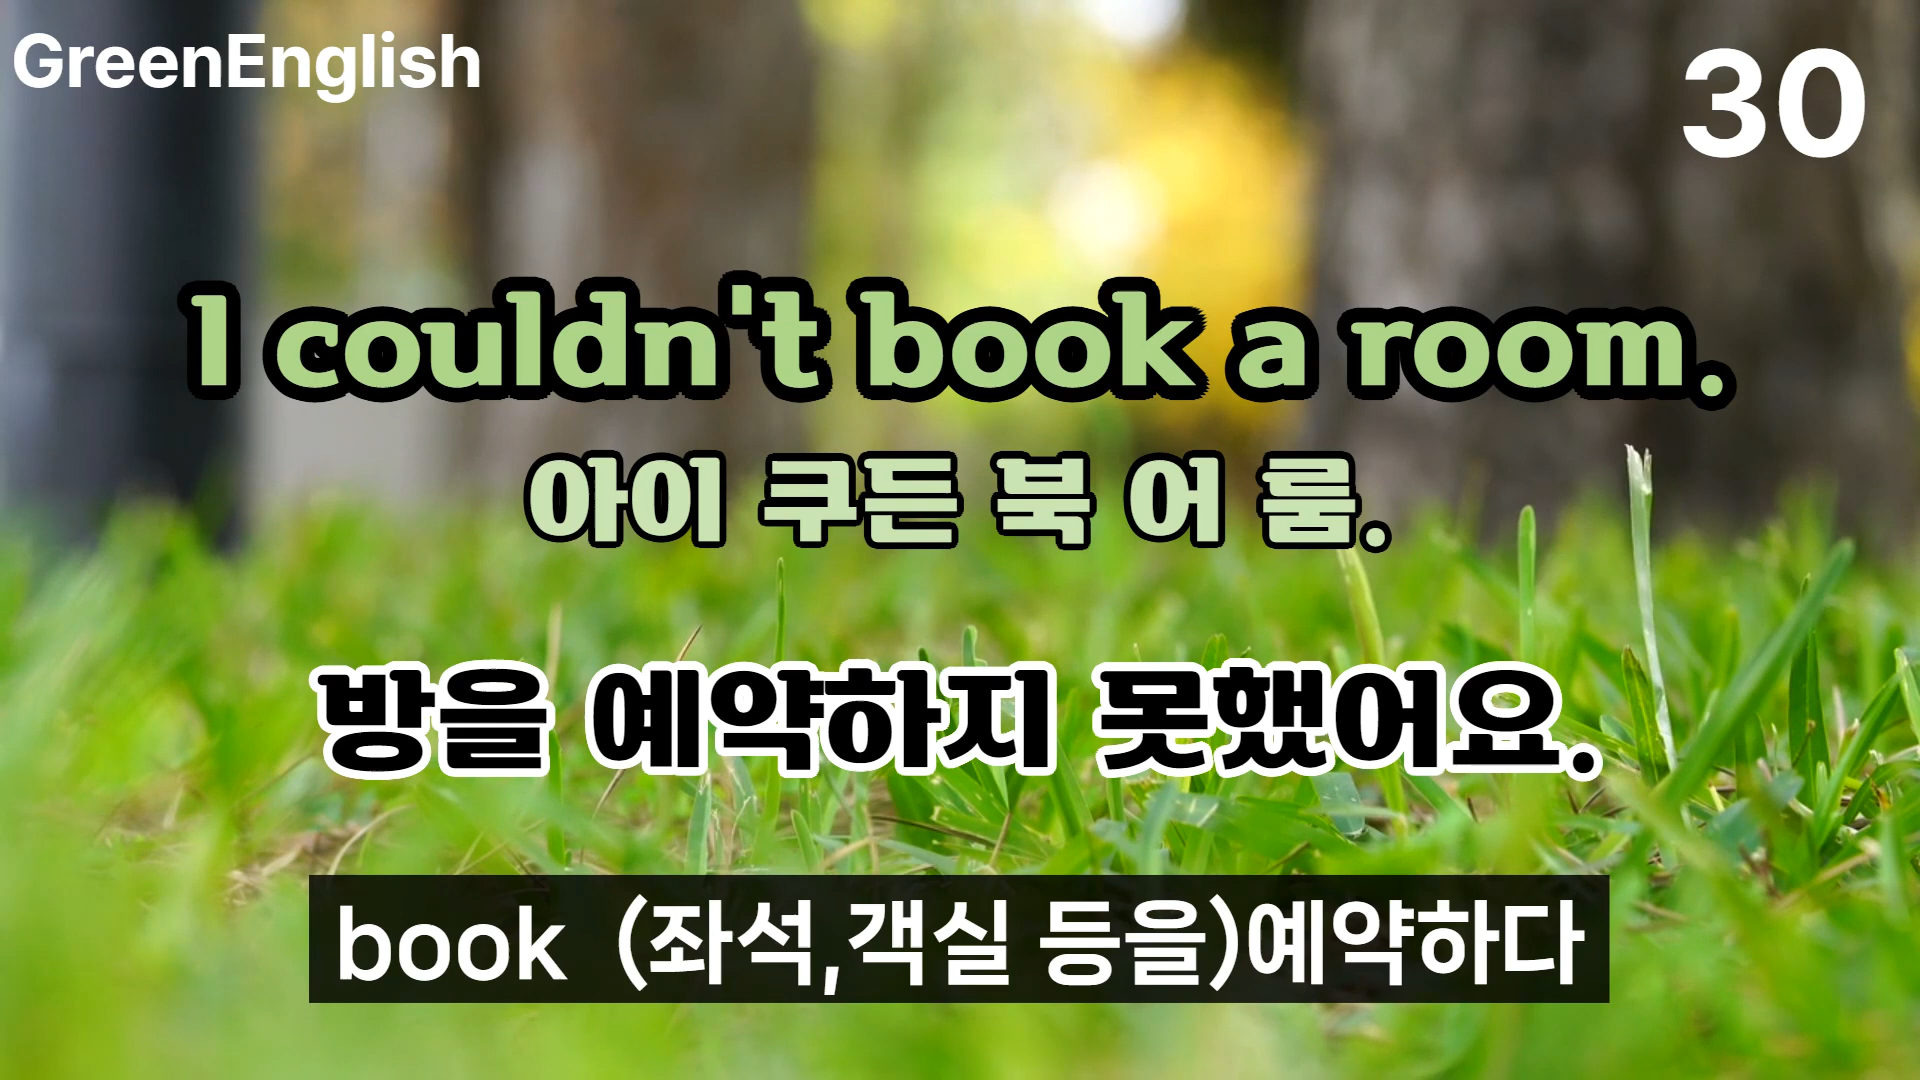 GreenEnglish
30
I couldn't book a room.
아이 쿠든 북 어 룸.
방을 예약하지 못했어요.
book (좌석,객실 등을)예약하다